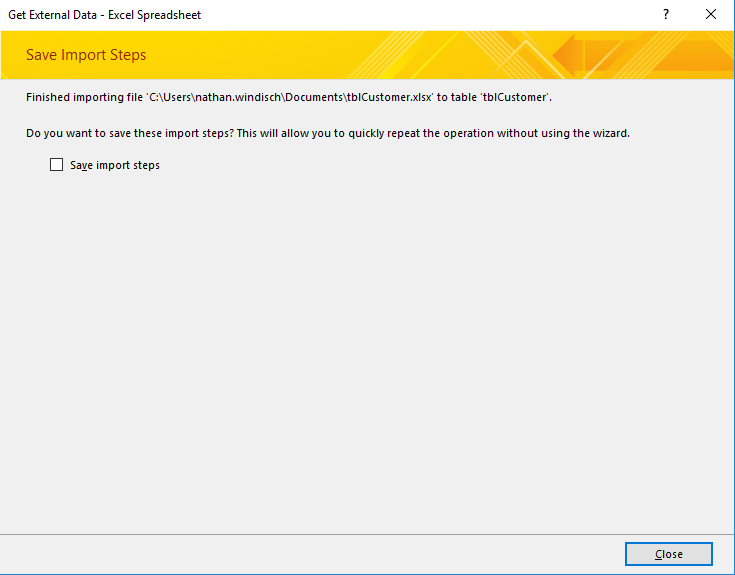 Get External Data - Excel Spreadsheet
?
Save Import Steps
Finished importing file 'C:\Users\nathan.windisch\Documents\tblCustomer.xlsx' to table 'tblCustomer'.
Do you want to save these import steps? This will allow you to quickly repeat the operation without using the wizard.
Save import steps
Close